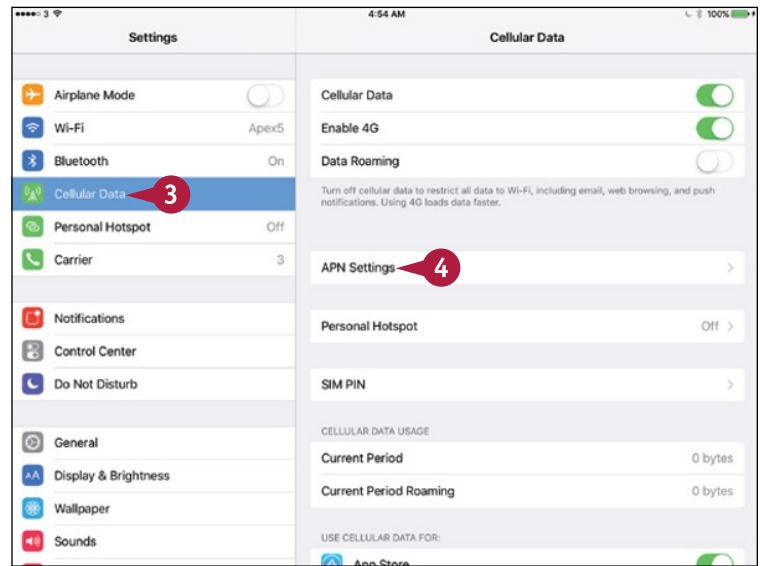 3 4:54 AM 100%
Settings
Airplane Mode
Wi-Fi Apex5
Bluetooth On
Cellular Data 3
Personal Hotspot Off
Carrier 3
Notifications
Control Center
Do Not Disturb
General
AA Display & Brightness
Wallpaper
Sounds
Cellular Data
Cellular Data
Enable 4G
Data Roaming
Turn off cellular data to restrict all data to Wi-Fi, including email, web browsing, and push
notifications. Using 4G loads data faster.
APN Settings 4
Personal Hotspot Off
SIM PIN
CELLULAR DATA USAGE
Current Period 0 bytes
Current Period Roaming 0 bytes
USE CELLULAR DATA FOR:
App Store